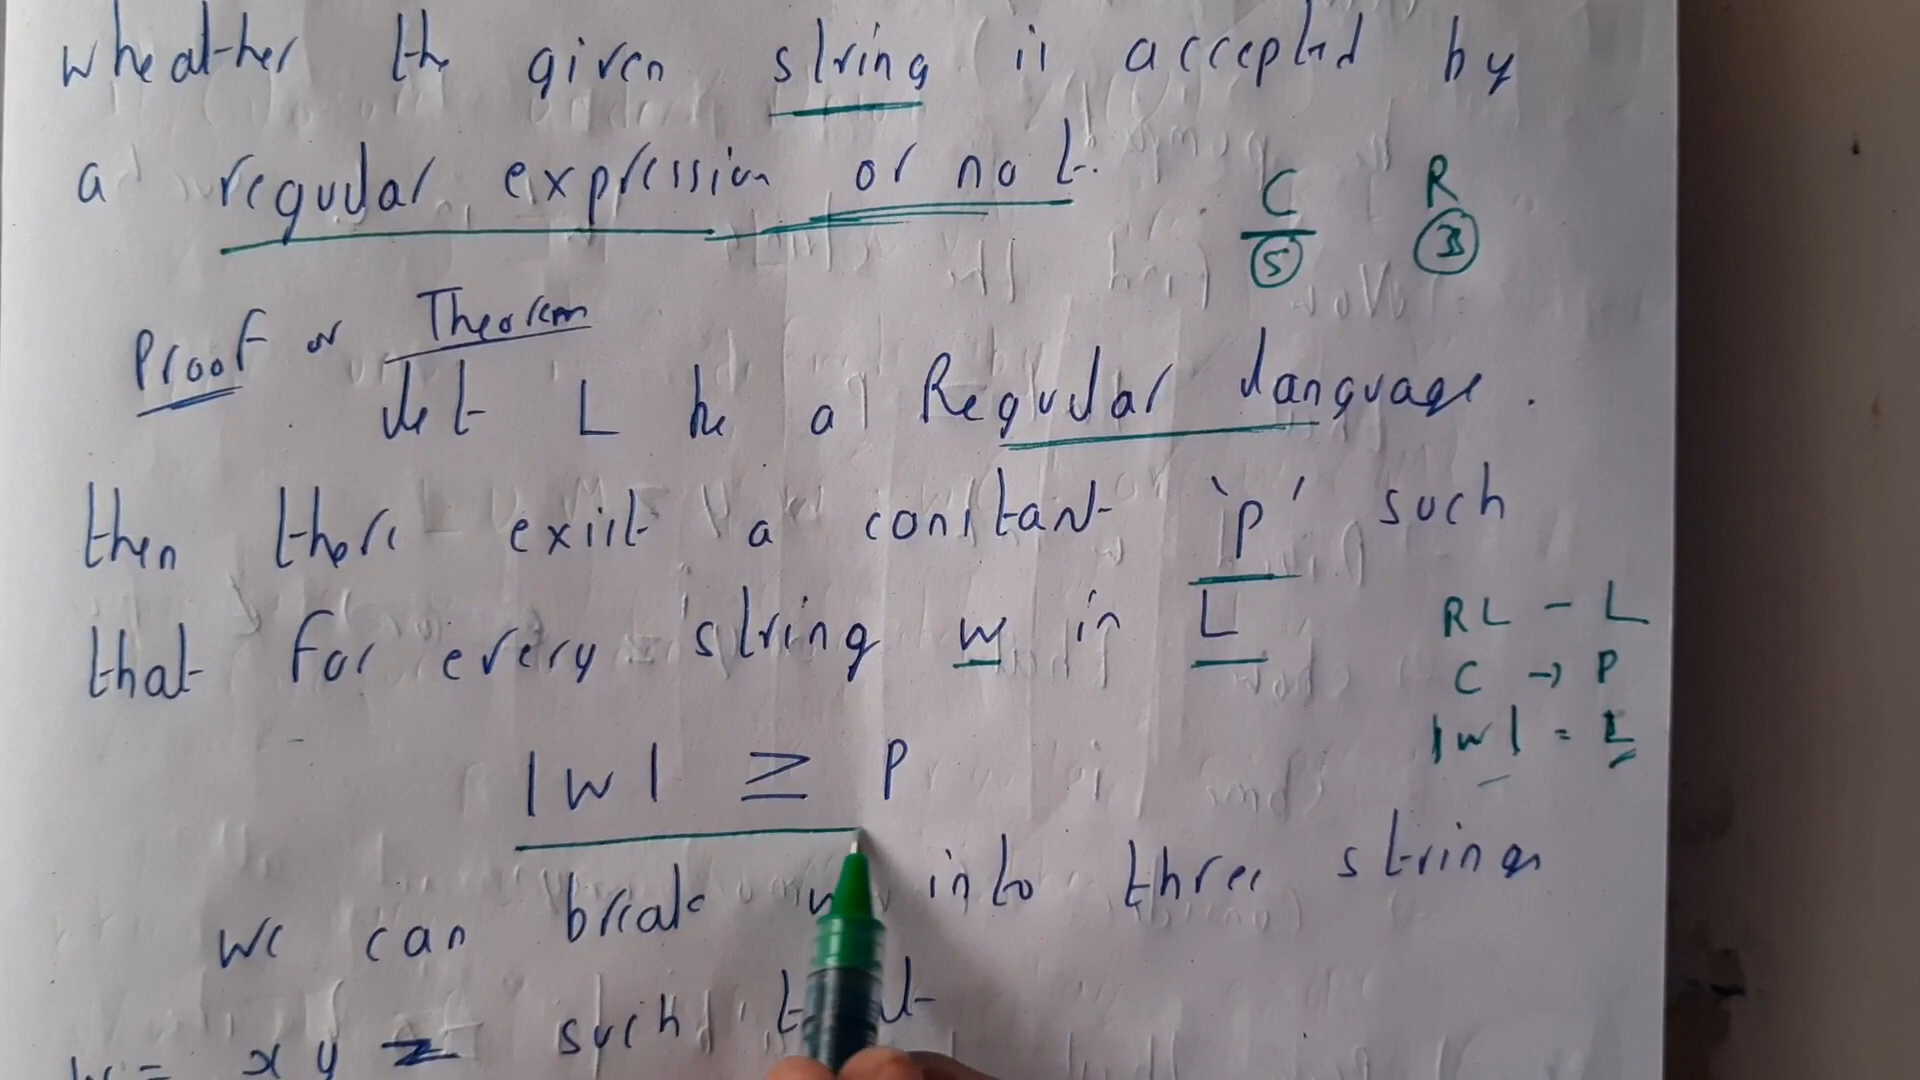 wheather the given string is accepted by
a regular expression or not.
C R
5 3
Proof or Theorem
Let L be a Regular language.
then there exist a constant 'p' such
that for every string w in L
RL - L
C → P
|w| = L
|w| ≥ P
we can break w into three strings
w = x y z such that